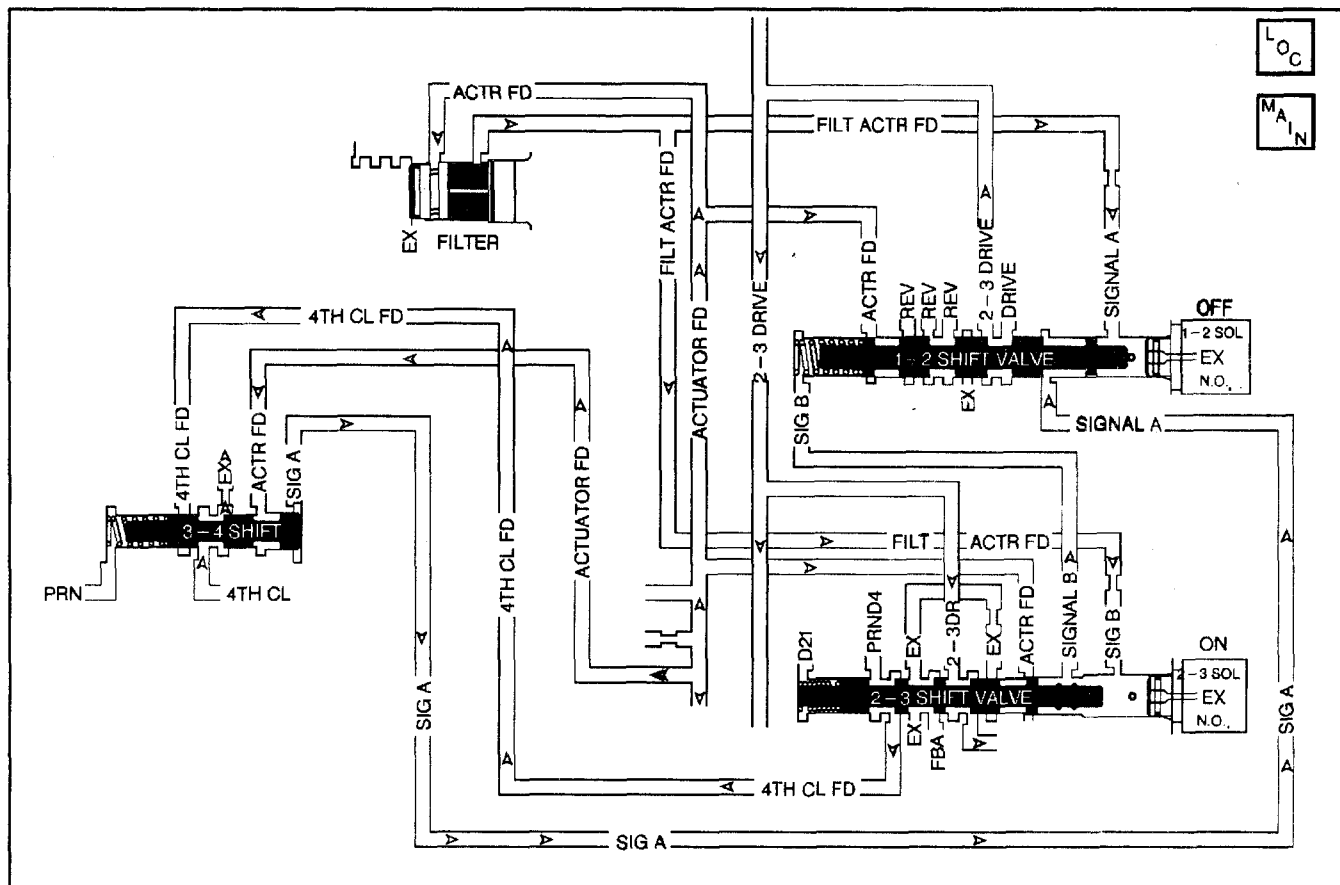 LOC
MAIN
ACTR FD
FILT ACTR FD
FILT ACTR FD
EX
FILTER
ACTR FD
REV
REV
REV
2-3 DRIVE
DRIVE
SIGNAL A
OFF
1-2 SOL
EX
N.O.
1-2 SHIFT VALVE
EX
SIG B
SIGNAL A
2-3 DRIVE
ACTUATOR FD
4TH CL FD
4TH CL FD
EX
ACTR FD
SIG A
3-4 SHIFT
PRN
4TH CL
ACTUATOR FD
4TH CL FD
FILT ACTR FD
D21
PRND4
EX
2-3DR
EX
ACTR FD
SIGNAL B
SIG B
ON
2-3 SOL
EX
N.O.
2-3 SHIFT VALVE
EX
FBA
4TH CL FD
SIG A
SIG A
SIG A